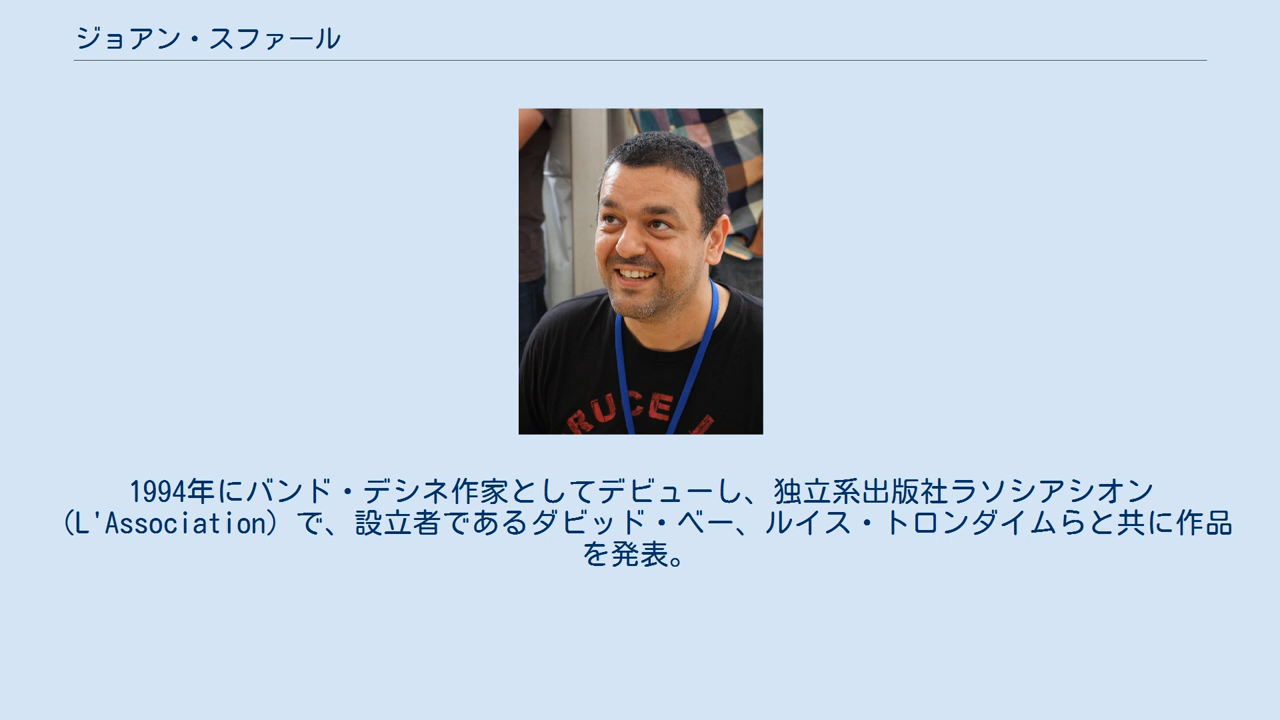 ジョアン・スファール
RUCE
1994年にバンド・デシネ作家としてデビューし、独立系出版社ラソシアシオン
（L'Association）で、設立者であるダビッド・ベー、ルイス・トロンダイムらと共に作品
を発表。